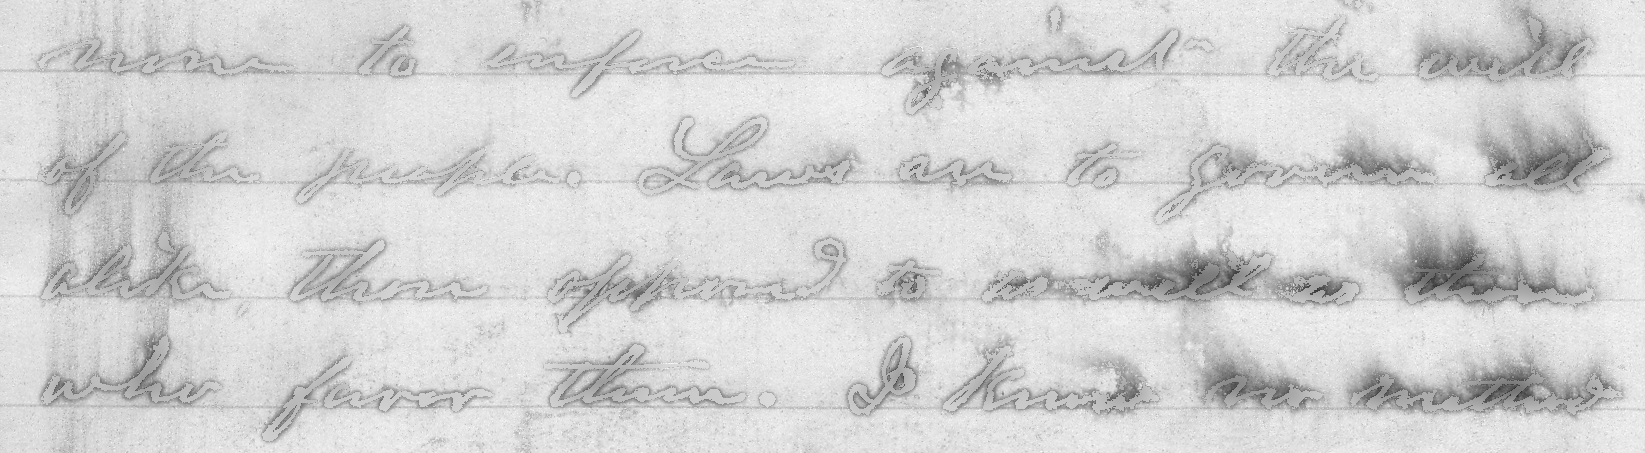 none to enforce against the will
of the people. Laws are to govern all
alike those opposed to as well as those
who favor them. I know no method